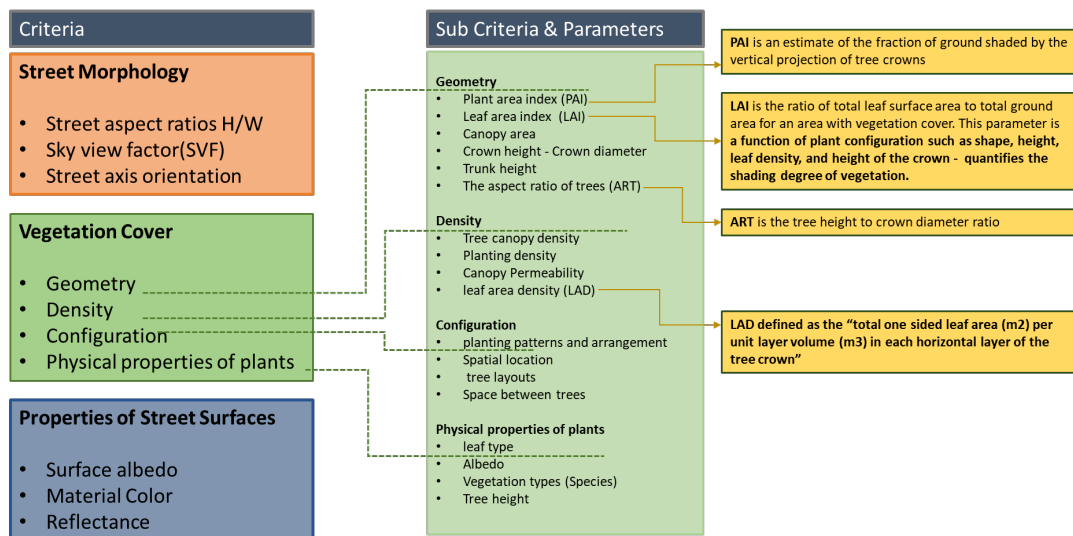 Criteria
Street Morphology
• Street aspect ratios H/W
• Sky view factor(SVF)
• Street axis orientation
Vegetation Cover
• Geometry
• Density
• Configuration
• Physical properties of plants
Properties of Street Surfaces
• Surface albedo
• Material Color
• Reflectance
Sub Criteria & Parameters
Geometry
• Plant area index (PAI)
• Leaf area index (LAI)
• Canopy area
• Crown height - Crown diameter
• Trunk height
• The aspect ratio of trees (ART)
Density
• Tree canopy density
• Planting density
• Canopy Permeability
• leaf area density (LAD)
Configuration
• planting patterns and arrangement
• Spatial location
• tree layouts
• Space between trees
Physical properties of plants
• leaf type
• Albedo
• Vegetation types (Species)
• Tree height
PAI is an estimate of the fraction of ground shaded by the
vertical projection of tree crowns
LAI is the ratio of total leaf surface area to total ground
area for an area with vegetation cover. This parameter is
a function of plant configuration such as shape, height,
leaf density, and height of the crown - quantifies the
shading degree of vegetation.
ART is the tree height to crown diameter ratio
LAD defined as the “total one sided leaf area (m2) per
unit layer volume (m3) in each horizontal layer of the
tree crown”